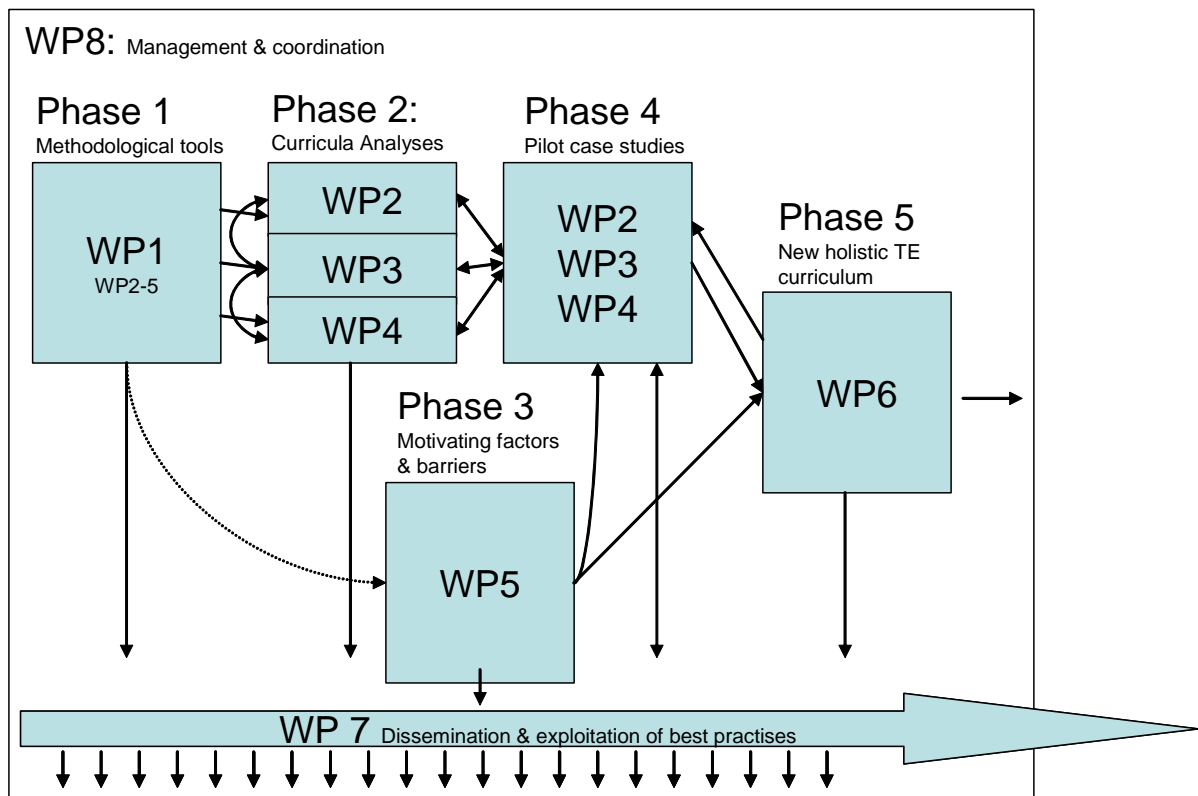 WP8: Management & coordination
Phase 1
Methodological tools
WP1
WP2-5
Phase 2:
Curricula Analyses
WP2
WP3
WP4
Phase 4
Pilot case studies
WP2
WP3
WP4
Phase 5
New holistic TE
curriculum
WP6
Phase 3
Motivating factors
& barriers
WP5
WP 7 Dissemination & exploitation of best practises